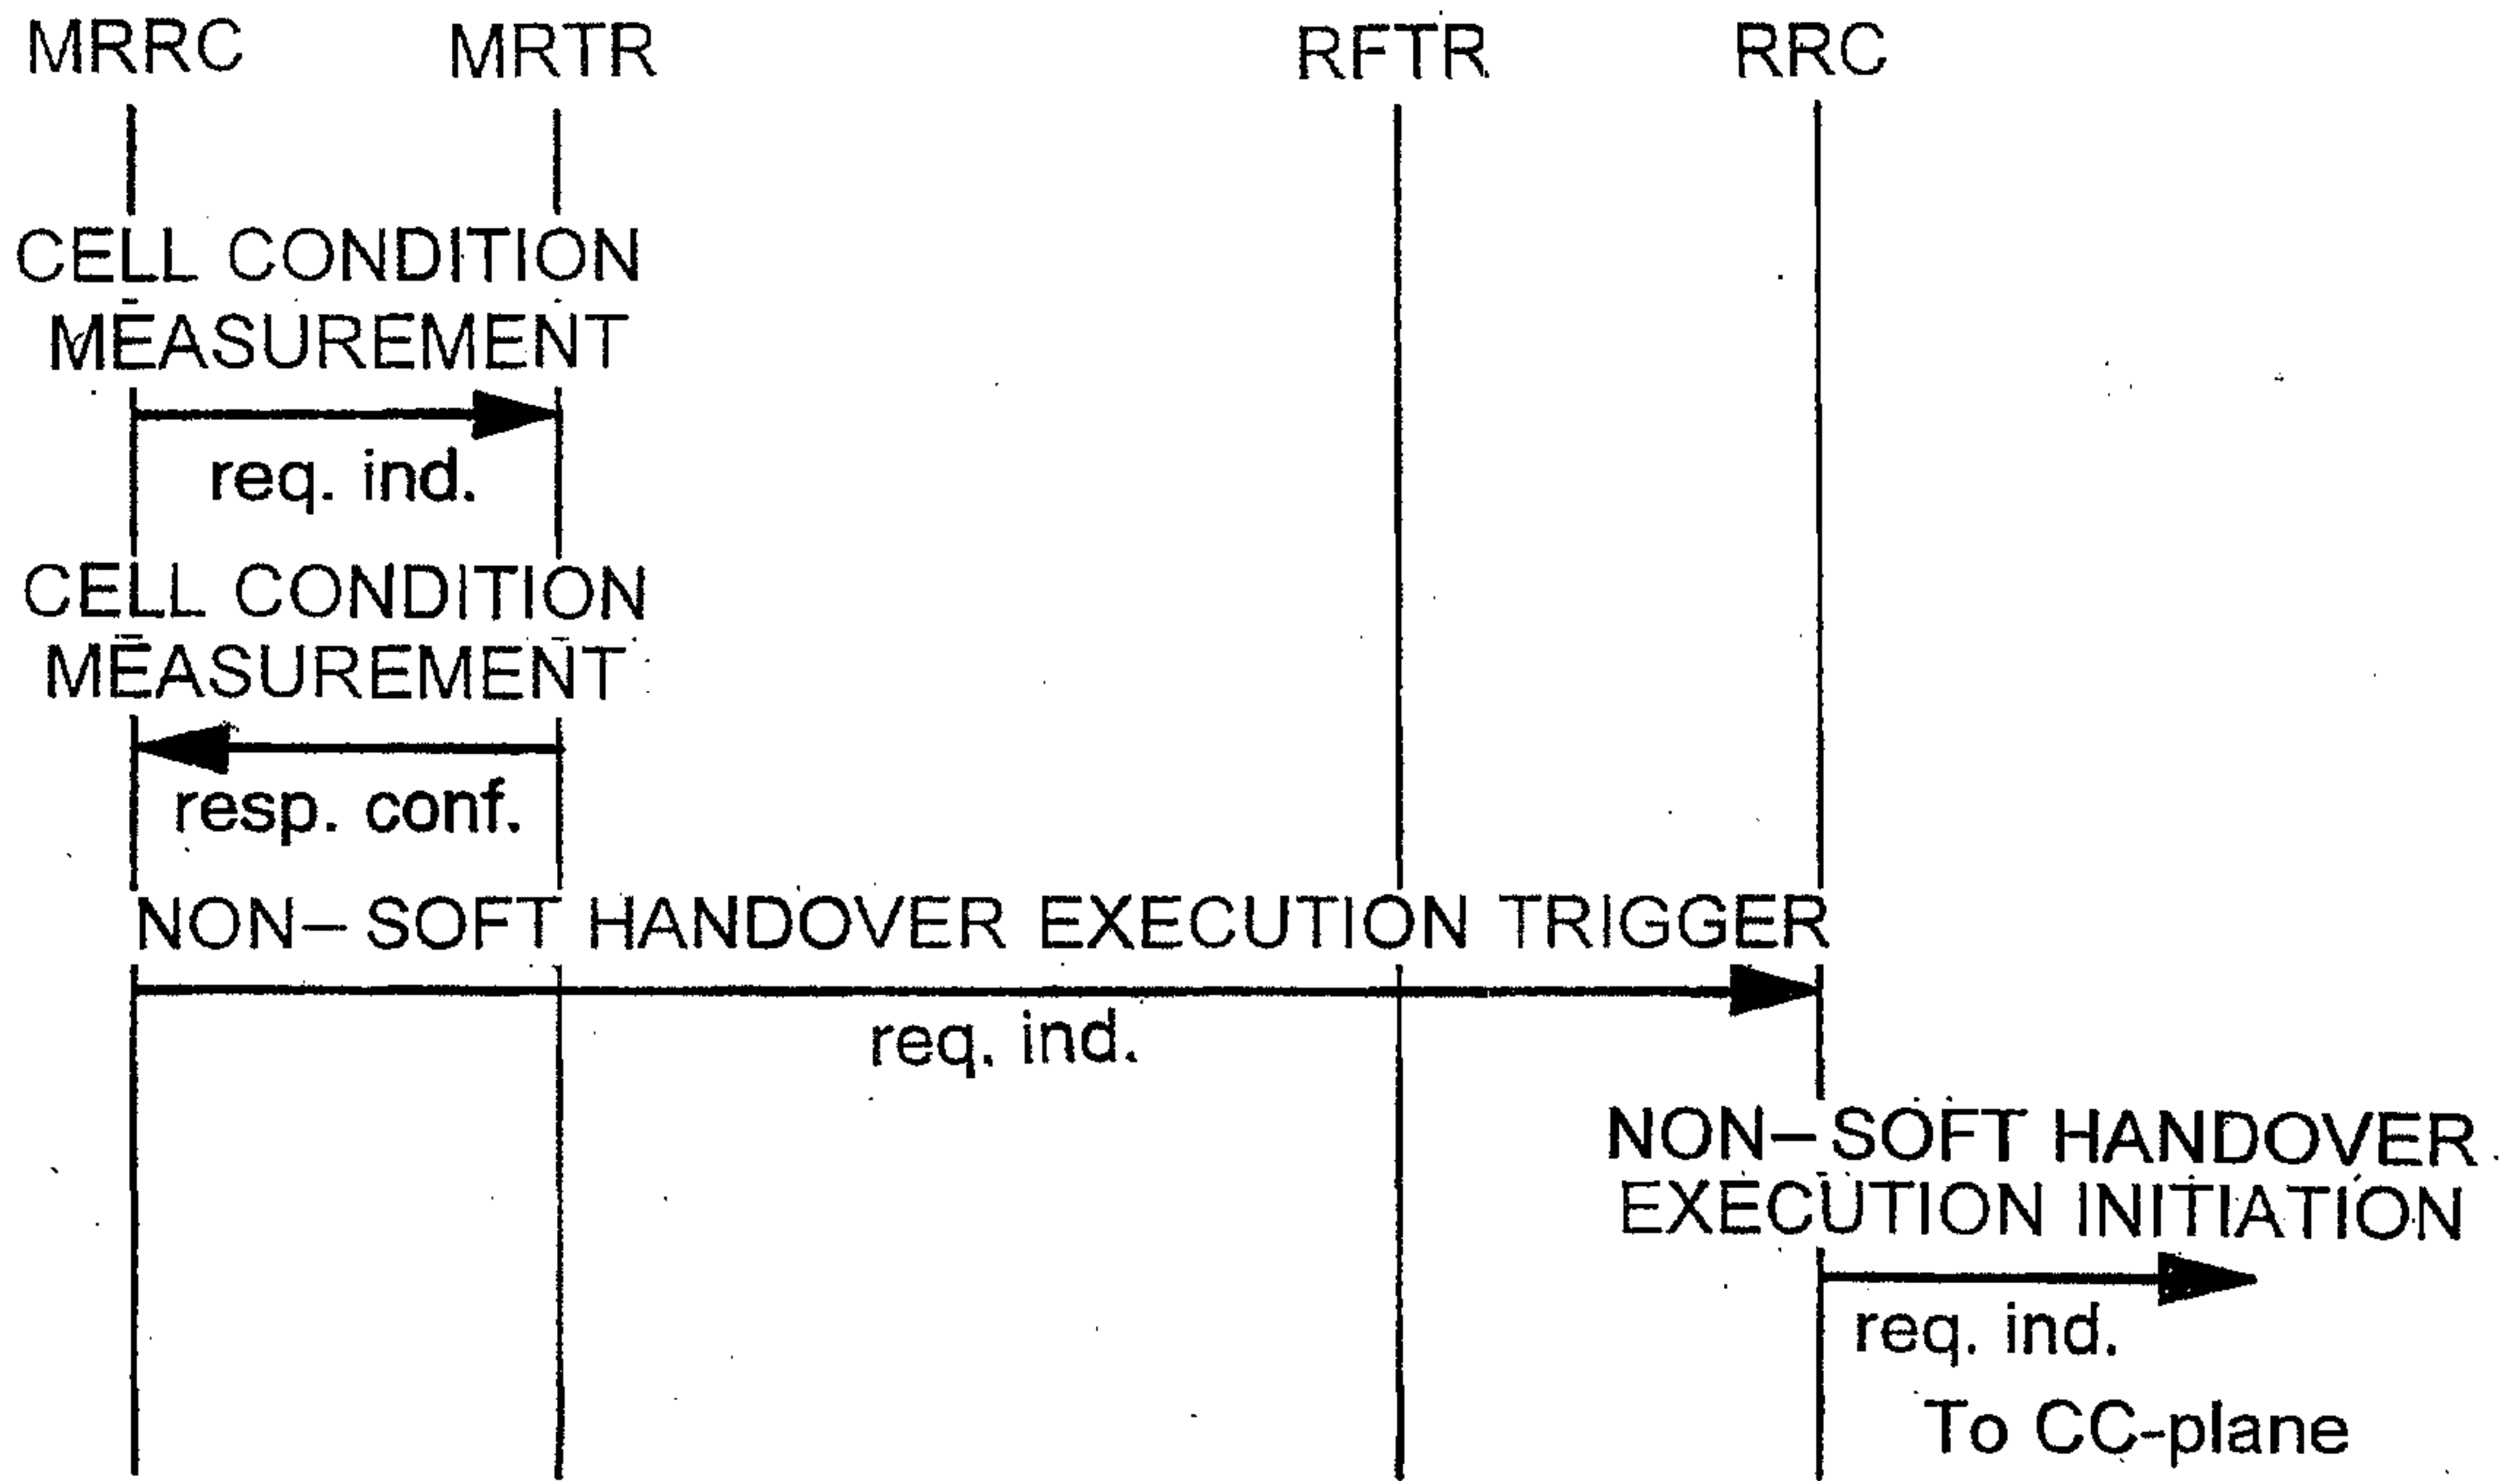 MRRC MRTR RFTR RRC
CELL CONDITION
MEASUREMENT
req. ind.
CELL CONDITION
MEASUREMENT
resp. conf.
NON-SOFT HANDOVER EXECUTION TRIGGER
req. ind.
NON-SOFT HANDOVER
EXECUTION INITIATION
req. ind.
To CC-plane